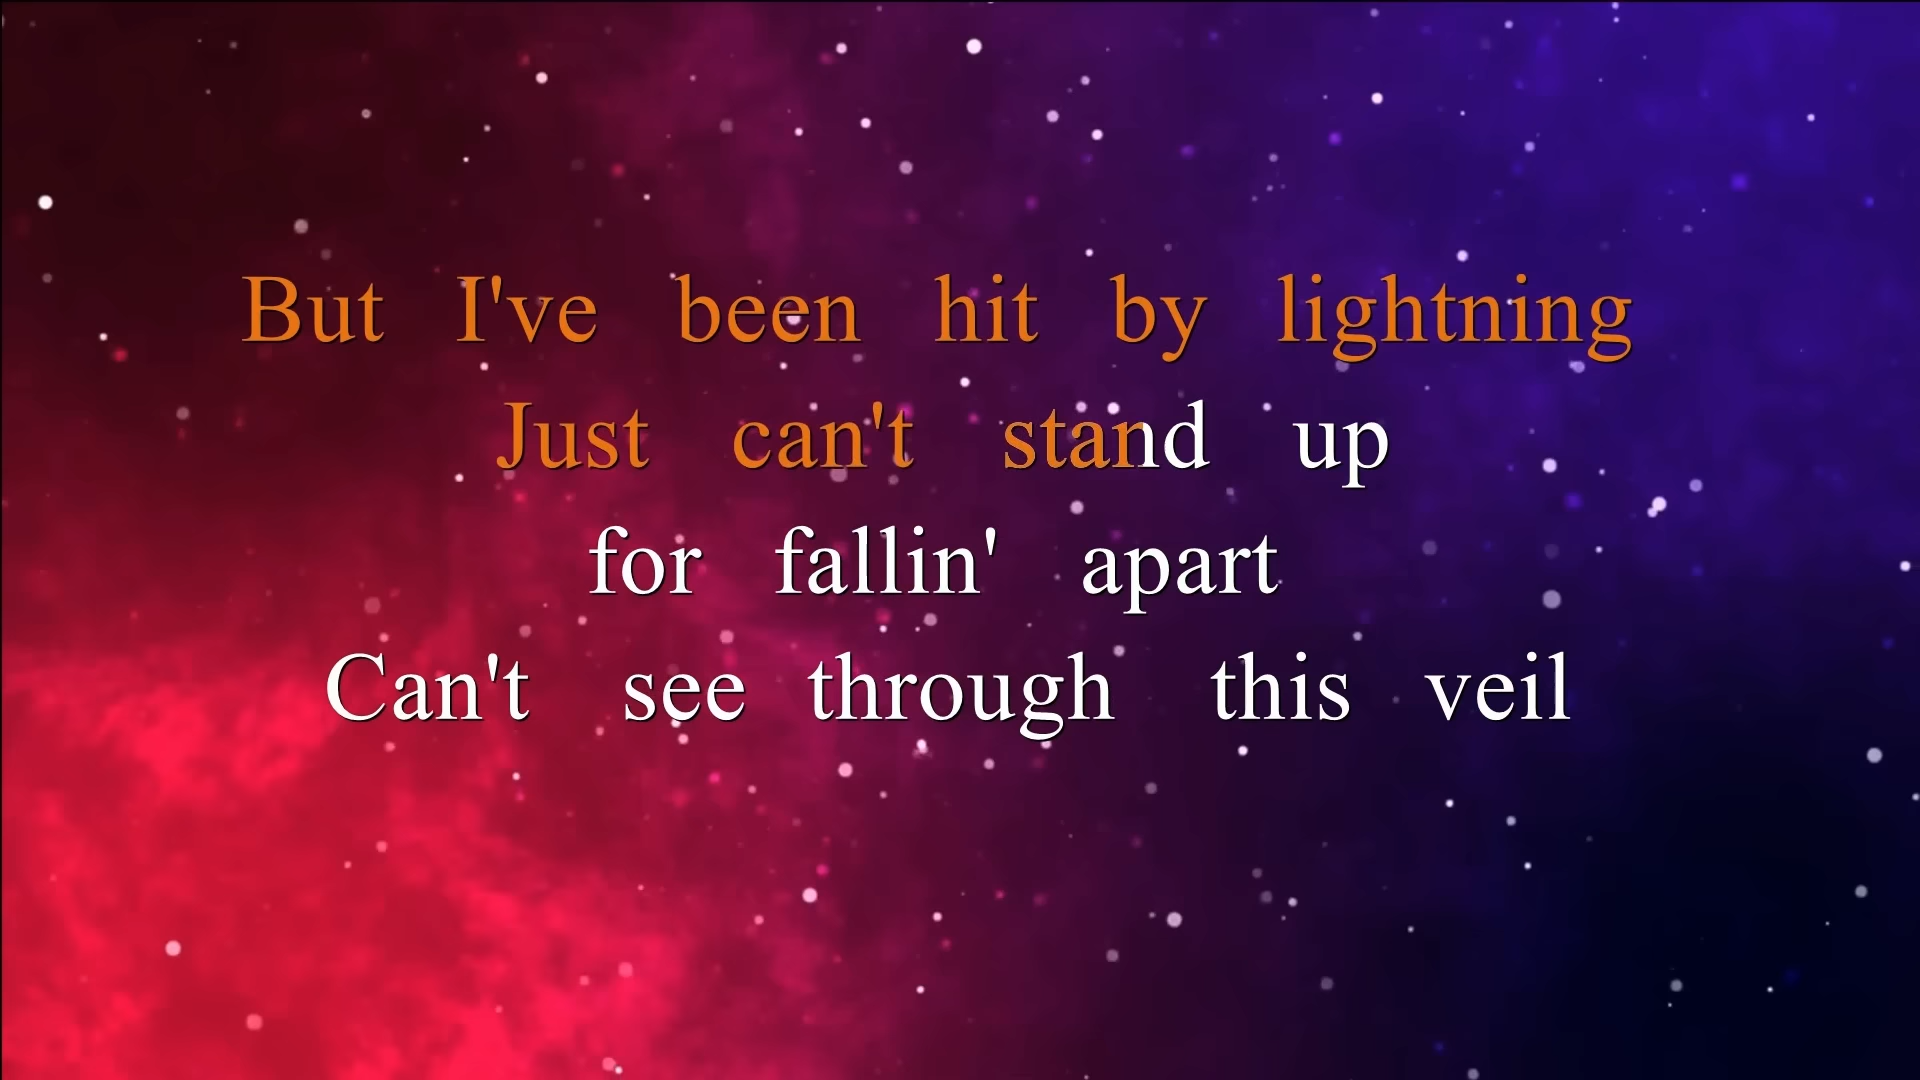 But I've been hit by lightning
Just can't stand up
for fallin' apart
Can't see through this veil